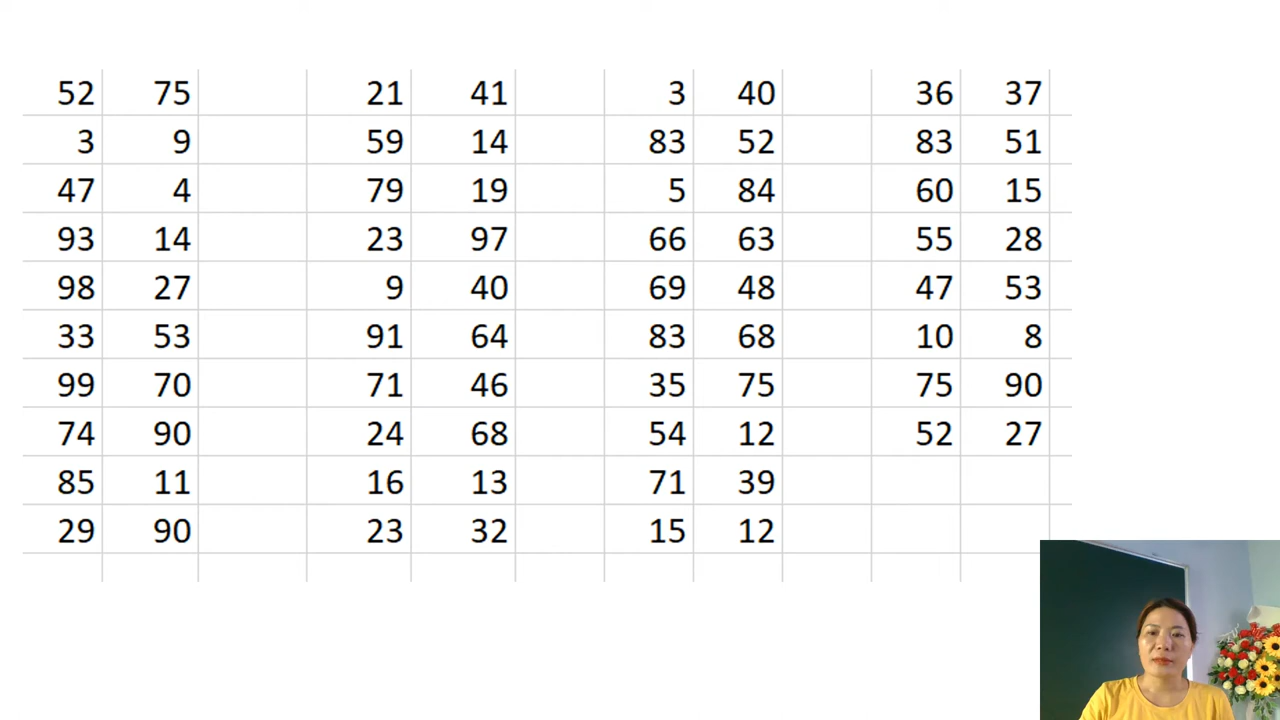 52 75 21 41 3 40 36 37
3 9 59 14 83 52 83 51
47 4 79 19 5 84 60 15
93 14 23 97 66 63 55 28
98 27 9 40 69 48 47 53
33 53 91 64 83 68 10 8
99 70 71 46 35 75 75 90
74 90 24 68 54 12 52 27
85 11 16 13 71 39
29 90 23 32 15 12